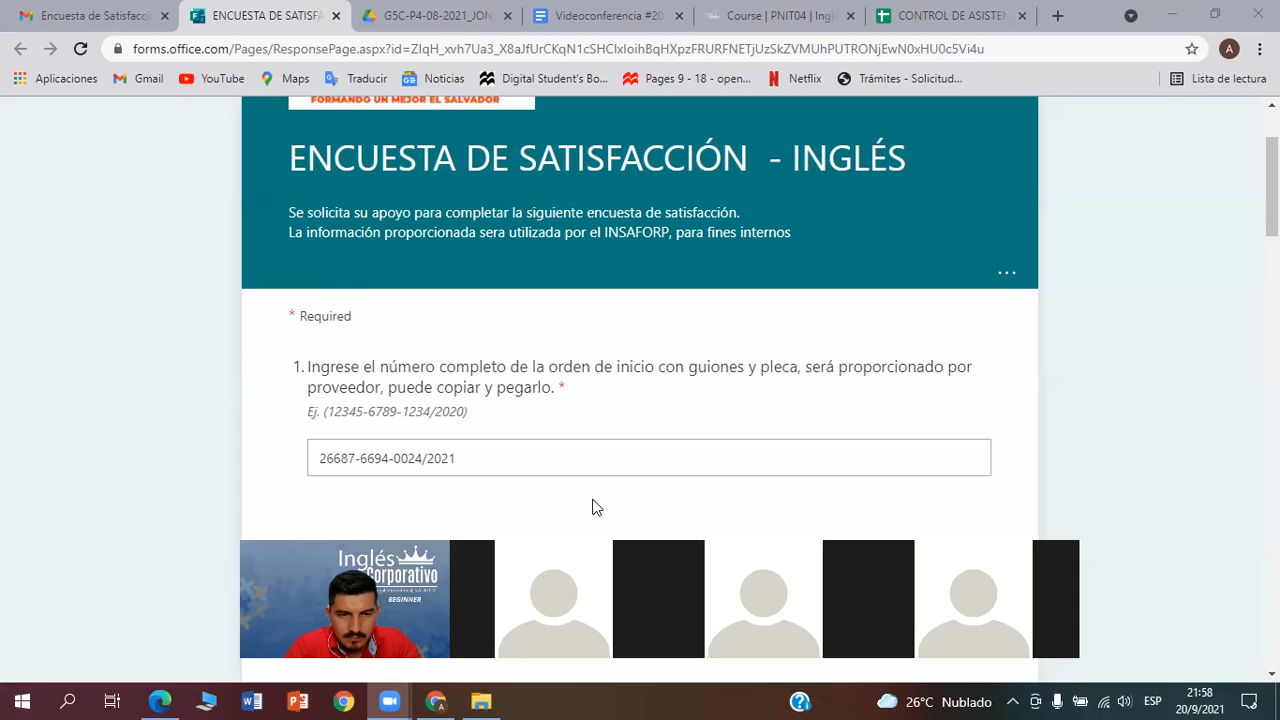 Encuesta de Satisfacc
ENCUESTA DE SATISFA
G5C-P4-08-2021_JON
Videoconferencia #20
Course | PNIT04 | Ingl
CONTROL DE ASISTEN
forms.office.com/Pages/ResponsePage.aspx?id=ZIqH_xvh7Ua3_X8aJfUrCKqN1cSHCIxIoihBqHXpzFRURFNETjUzSkZVMUhPUTRONjEwN0xHU0c5Vi4u
A
Aplicaciones
Gmail
YouTube
Maps
Traducir
Noticias
Digital Student's Bo...
Pages 9 - 18 - Open...
Netflix
Trámites - Solicitud...
Lista de lectura
FORMANDO UN MEJOR EL SALVADOR
ENCUESTA DE SATISFACCIÓN - INGLÉS
Se solicita su apoyo para completar la siguiente encuesta de satisfacción.
La información proporcionada sera utilizada por el INSAFORP, para fines internos
...
* Required
1. Ingrese el número completo de la orden de inicio con guiones y pleca, será proporcionado por
proveedor, puede copiar y pegarlo. *
Ej. (12345-6789-1234/2020)
26687-6694-0024/2021
Inglés
Corporativo
BEGINNER
26°C Nublado
ESP
21:58
20/9/2021